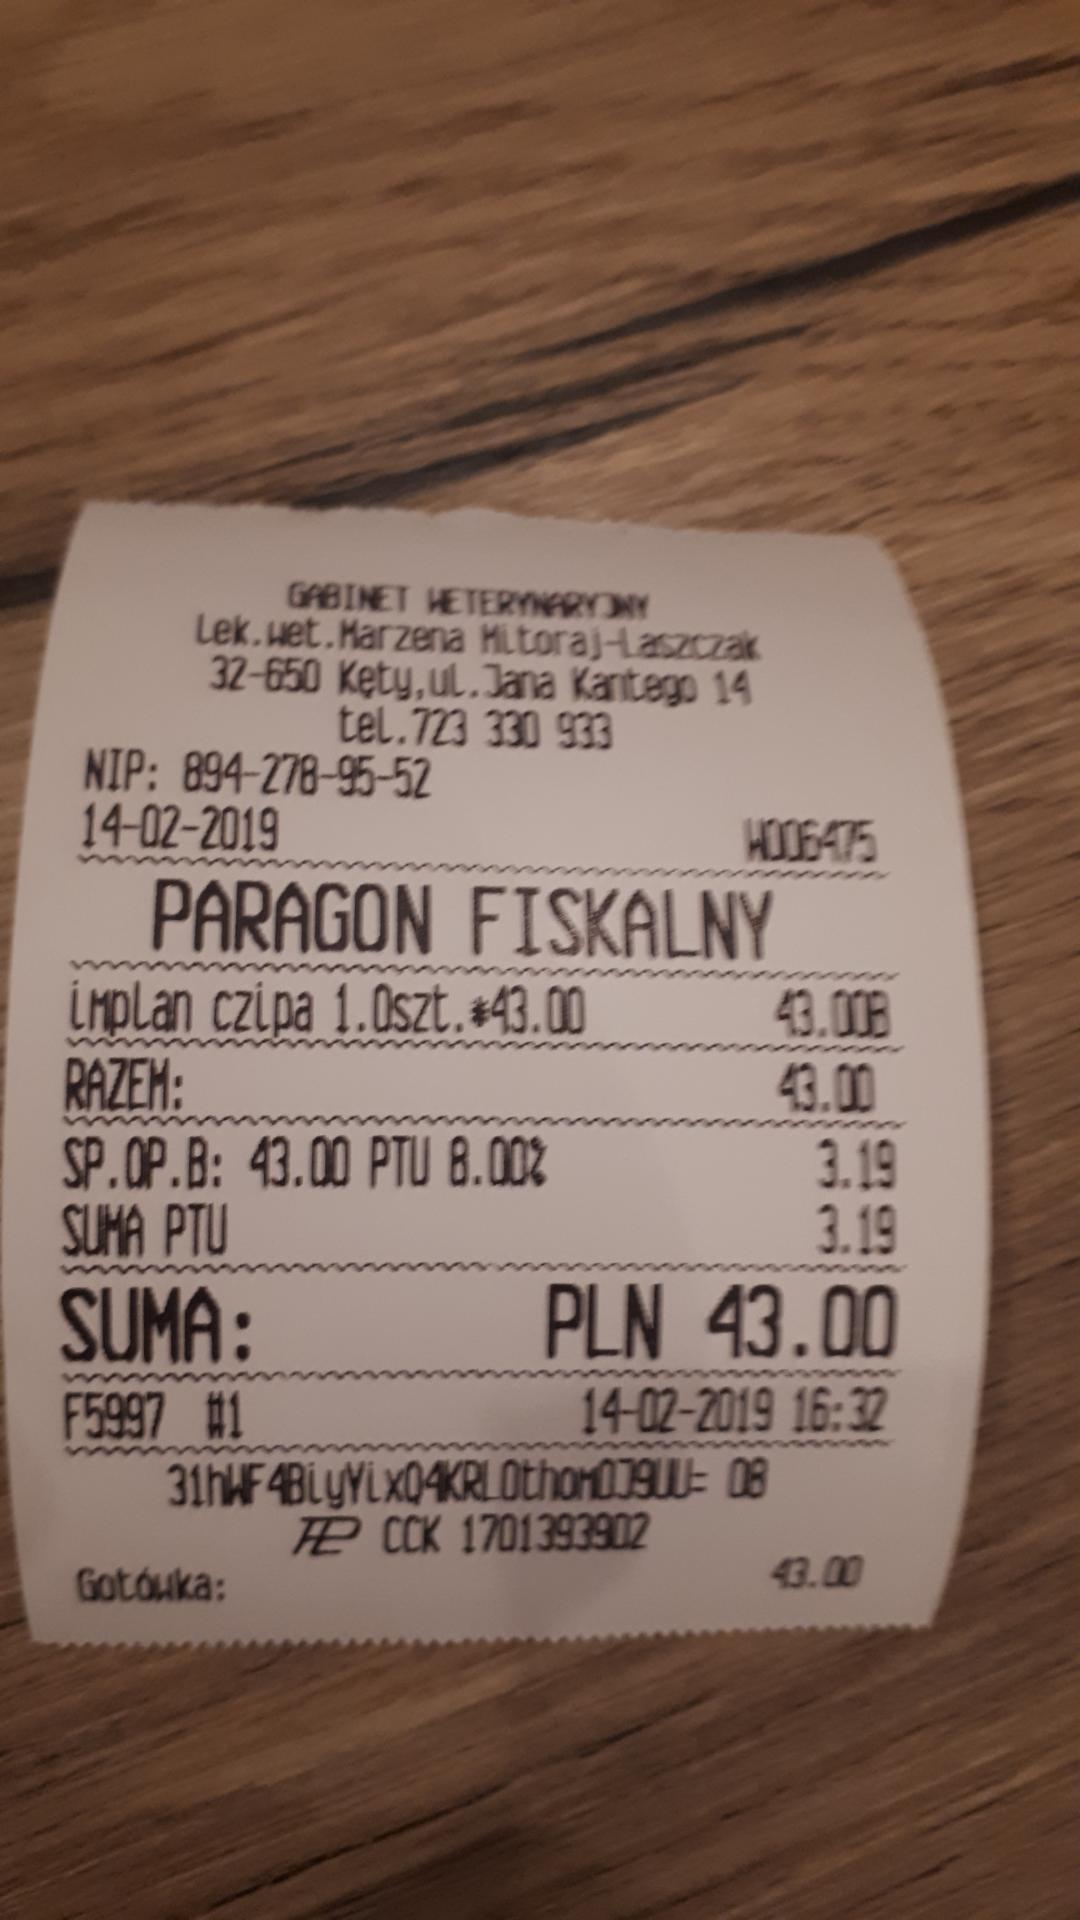 GABINET WETERYNARYJNY
Lek.wet.Marzena Mitoraj-Laszczak
32-650 Kęty,ul.Jana Kantego 14
tel.723 330 933
NIP: 894-278-95-52
14-02-2019 W006475
PARAGON FISKALNY
implan czipa 1.0szt.*43.00 43.00B
RAZEM: 43.00
SP.OP.B: 43.00 PTU 8.00% 3.19
SUMA PTU 3.19
SUMA: PLN 43.00
F5997 #1 14-02-2019 16:32
CCK 1701393902
Gotówka: 43.00